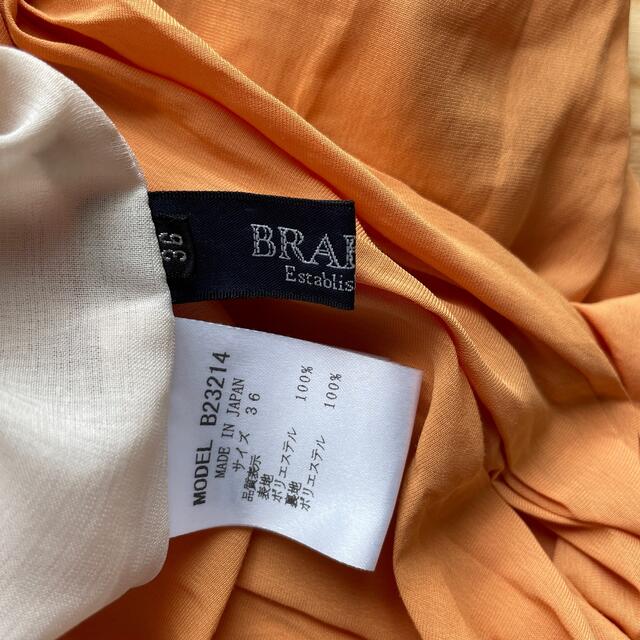 36
BRA
Establis
MODEL B23214
MADE IN JAPAN
サイズ 36
品質表示
表地
ポリエステル 100%
裏地
ポリエステル 100%